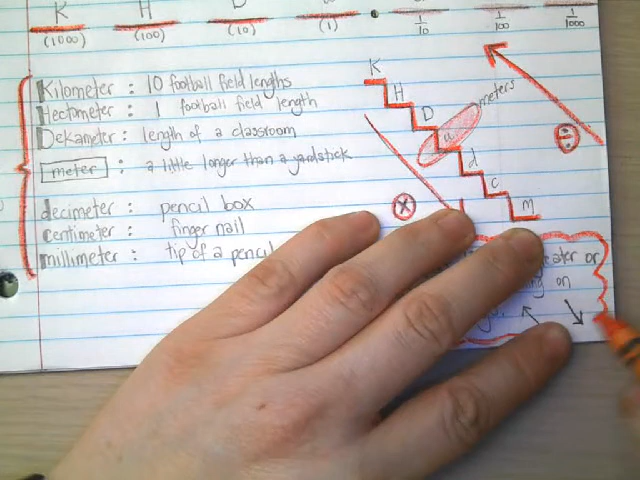 K H D
(1000) (100) (10) (1) 1/10 1/100 1/1000
Kilometer : 10 football field lengths
Hectometer : 1 football field length
Dekameter : length of a classroom
meter : a little longer than a yardstick
decimeter : pencil box
centimeter : finger nail
millimeter : tip of a pencil
K
H
D
meters
d
c
M
÷
×
or
on